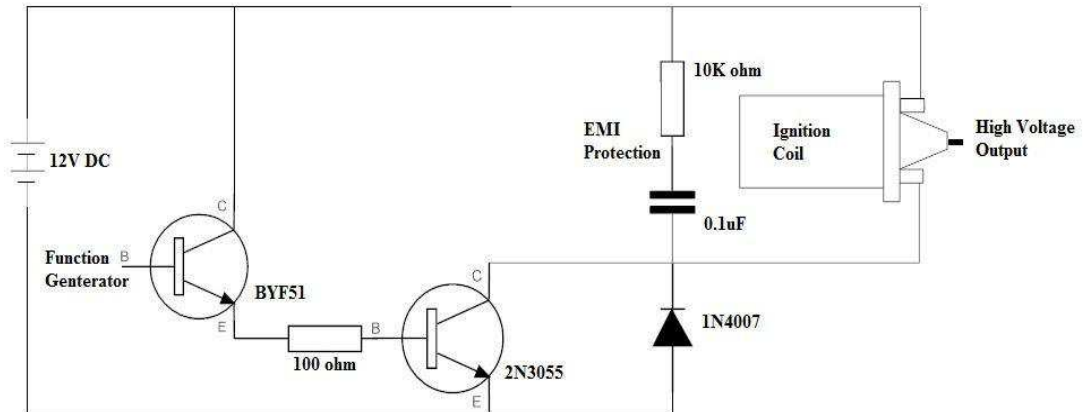 10K ohm
EMI
Protection
Ignition
Coil
High Voltage
Output
12V DC
0.1uF
C
Function
Genterator
B
BYF51
E
100 ohm
B
C
2N3055
E
1N4007